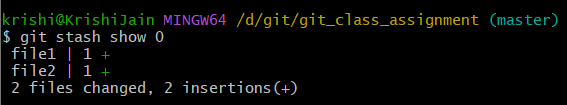 krishi@KrishiJain MINGW64 /d/git/git_class_assignment (master)
$ git stash show 0
 file1 | 1 +
 file2 | 1 +
 2 files changed, 2 insertions(+)